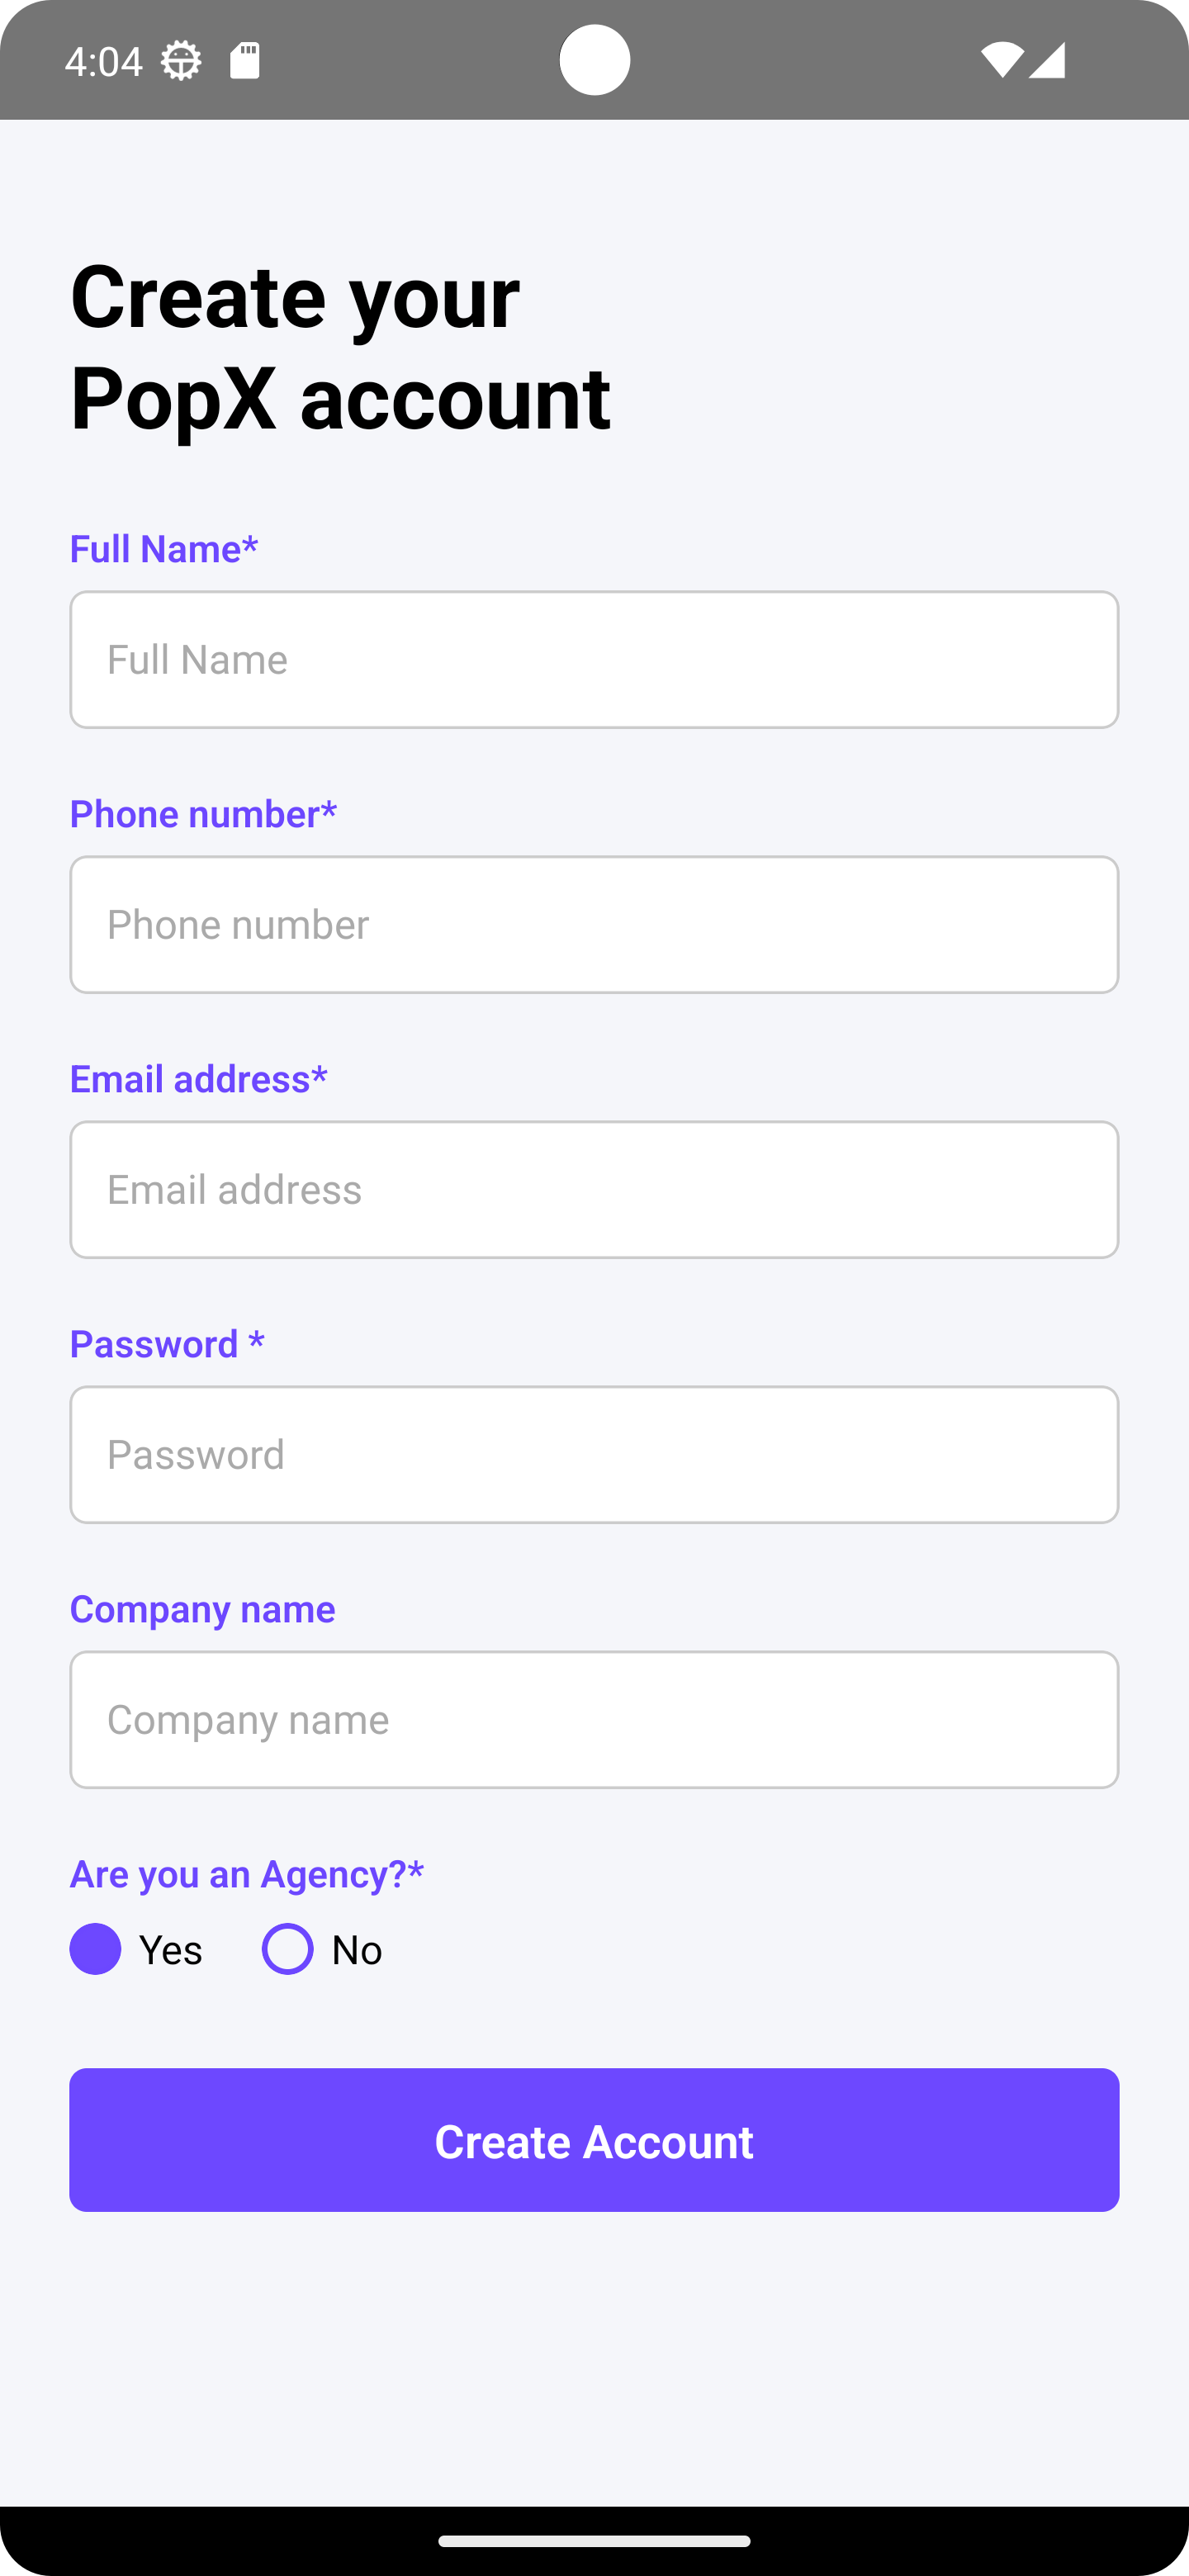 4:04
Create your
PopX account
Full Name*
Full Name
Phone number*
Phone number
Email address*
Email address
Password *
Password
Company name
Company name
Are you an Agency?*
Yes No
Create Account